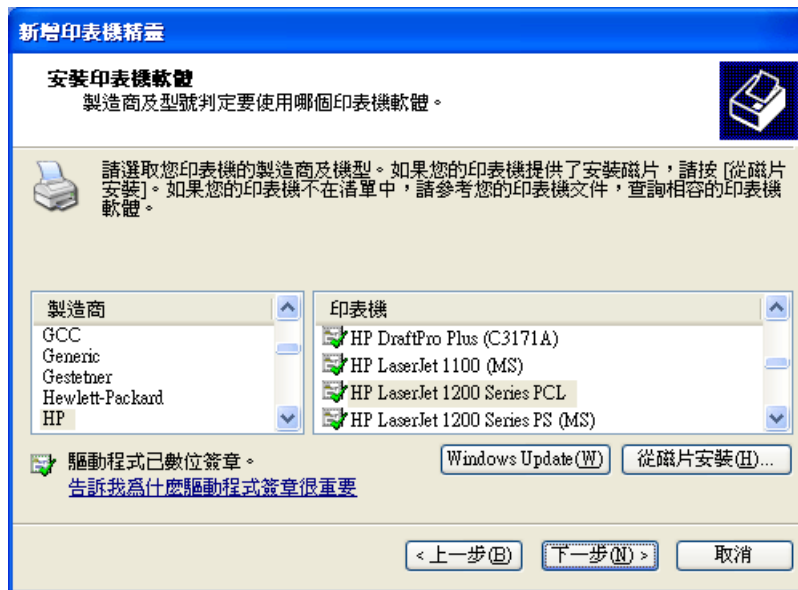 新增印表機精靈
安裝印表機軟體
製造商及型號判定要使用哪個印表機軟體。
請選取您印表機的製造商及機型。如果您的印表機提供了安裝磁片，請按 [從磁片
安裝]。如果您的印表機不在清單中，請參考您的印表機文件，查詢相容的印表機
軟體。
製造商
GCC
Generic
Gestetner
Hewlett-Packard
HP
印表機
HP DraftPro Plus (C3171A)
HP LaserJet 1100 (MS)
HP LaserJet 1200 Series PCL
HP LaserJet 1200 Series PS (MS)
驅動程式已數位簽章。
告訴我為什麼驅動程式簽章很重要
Windows Update(W)
從磁片安裝(H)...
< 上一步(B)
下一步(N) >
取消